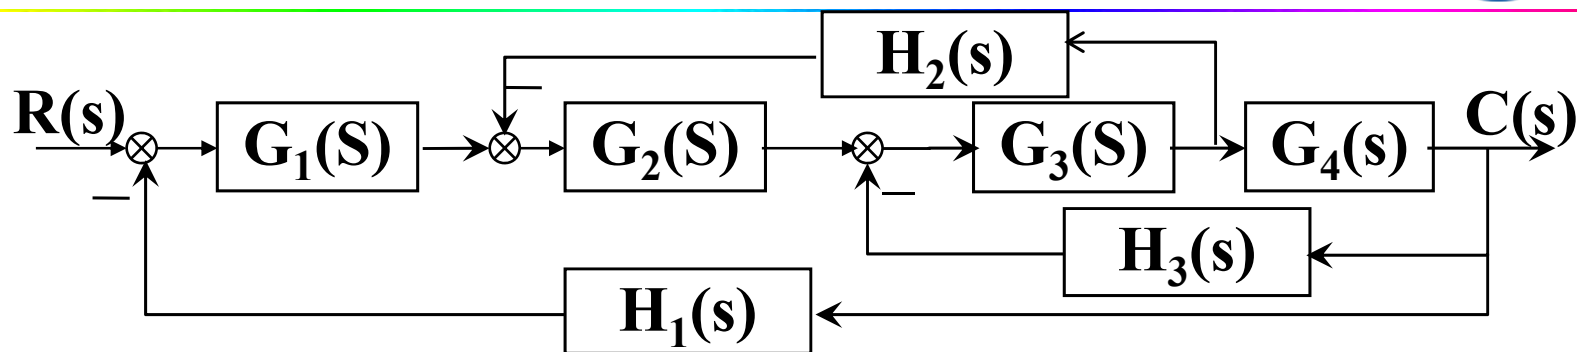 H₂(s)
R(s) G₁(S) G₂(S) G₃(S) G₄(s) C(s)
H₃(s)
H₁(s)